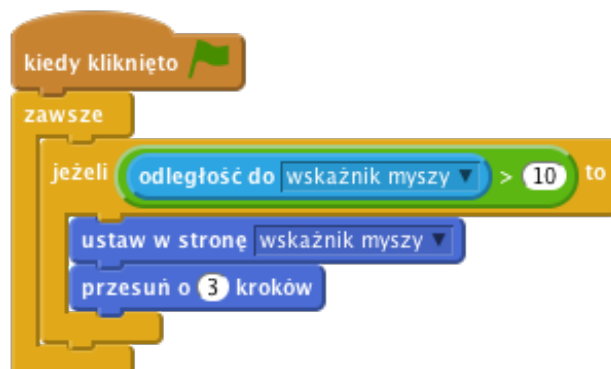 kiedy kliknięto
zawsze
jeżeli odległość do wskaźnik myszy > 10 to
ustaw w stronę wskaźnik myszy
przesuń o 3 kroków